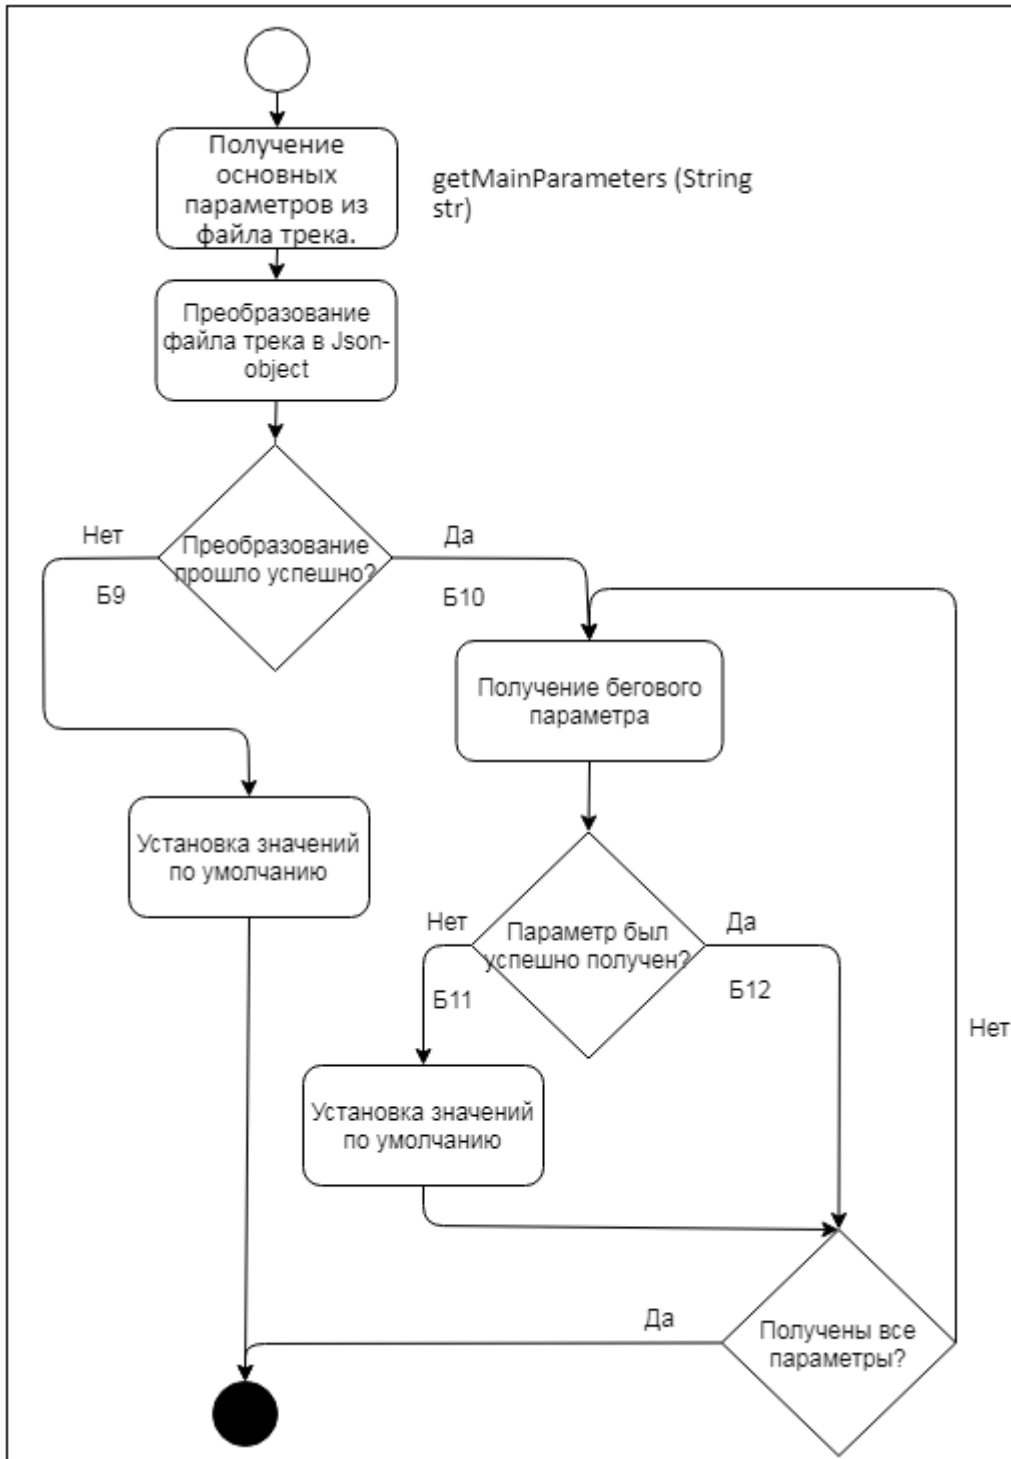 Получение
основных
параметров из
файла трека.
getMainParameters (String
str)
Преобразование
файла трека в Json-
object
Преобразование
прошло успешно?
Нет
Б9
Да
Б10
Получение бегового
параметра
Установка значений
по умолчанию
Параметр был
успешно получен?
Нет
Б11
Да
Б12
Нет
Установка значений
по умолчанию
Получены все
параметры?
Да